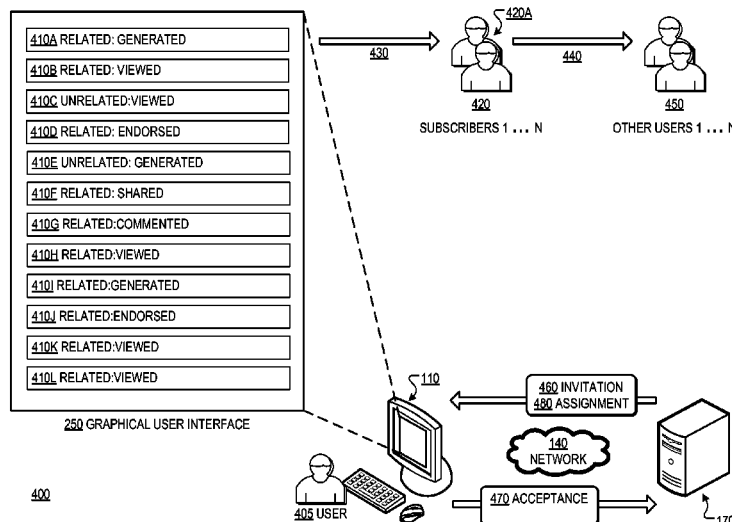 410A RELATED: GENERATED
410B RELATED: VIEWED
410C UNRELATED:VIEWED
410D RELATED: ENDORSED
410E UNRELATED: GENERATED
410F RELATED: SHARED
410G RELATED:COMMENTED
410H RELATED:VIEWED
410I RELATED:GENERATED
410J RELATED:ENDORSED
410K RELATED:VIEWED
410L RELATED:VIEWED
250 GRAPHICAL USER INTERFACE
430
420A
420
SUBSCRIBERS 1 ... N
440
450
OTHER USERS 1 ... N
110
460 INVITATION
480 ASSIGNMENT
140
NETWORK
470 ACCEPTANCE
170
400
405 USER